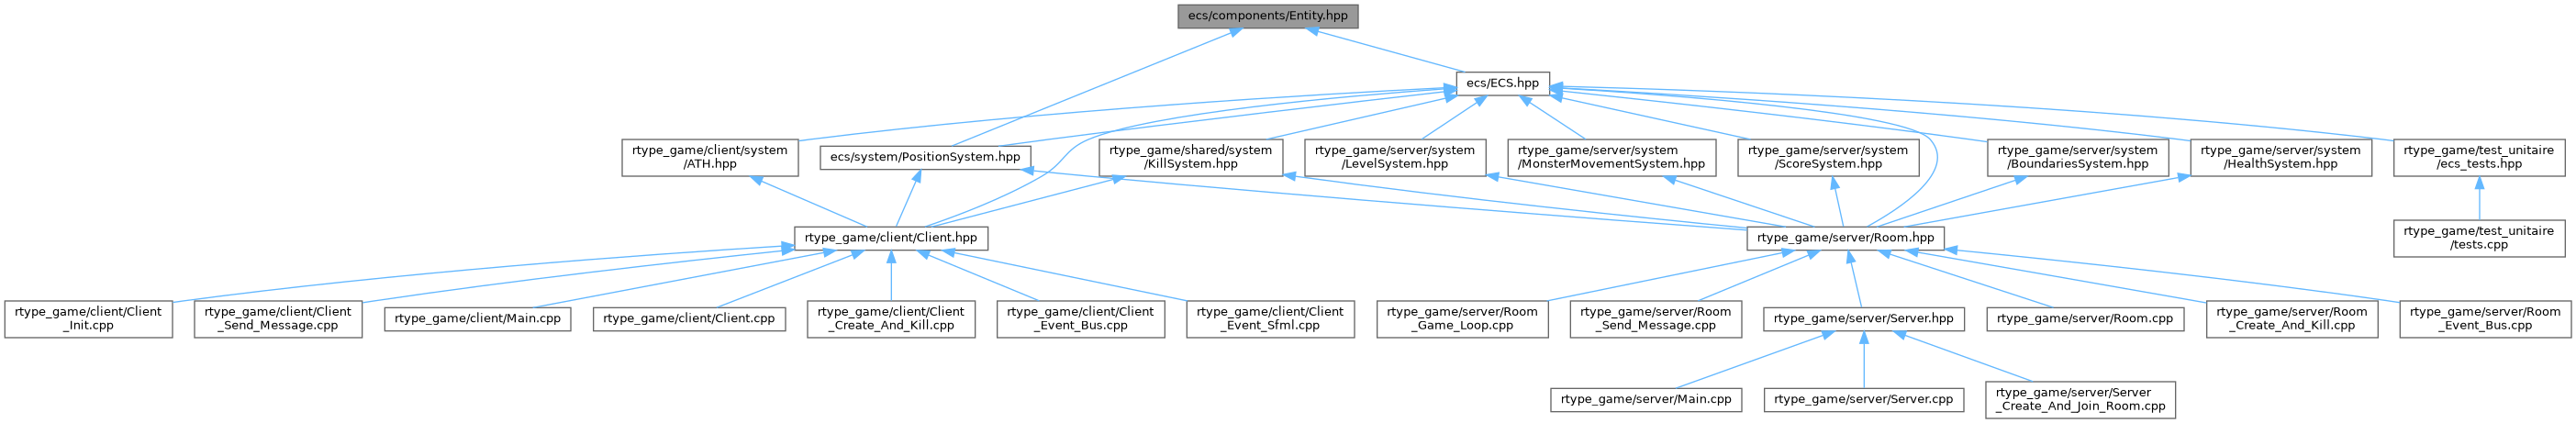 ecs/components/Entity.hpp
ecs/ECS.hpp
rtype_game/client/system
/ATH.hpp
ecs/system/PositionSystem.hpp
rtype_game/shared/system
/KillSystem.hpp
rtype_game/server/system
/LevelSystem.hpp
rtype_game/server/system
/MonsterMovementSystem.hpp
rtype_game/server/system
/ScoreSystem.hpp
rtype_game/server/system
/BoundariesSystem.hpp
rtype_game/server/system
/HealthSystem.hpp
rtype_game/test_unitaire
/ecs_tests.hpp
rtype_game/client/Client.hpp
rtype_game/server/Room.hpp
rtype_game/test_unitaire
/tests.cpp
rtype_game/client/Client
_Init.cpp
rtype_game/client/Client
_Send_Message.cpp
rtype_game/client/Main.cpp
rtype_game/client/Client.cpp
rtype_game/client/Client
_Create_And_Kill.cpp
rtype_game/client/Client
_Event_Bus.cpp
rtype_game/client/Client
_Event_Sfml.cpp
rtype_game/server/Room
_Game_Loop.cpp
rtype_game/server/Room
_Send_Message.cpp
rtype_game/server/Server.hpp
rtype_game/server/Room.cpp
rtype_game/server/Room
_Create_And_Kill.cpp
rtype_game/server/Room
_Event_Bus.cpp
rtype_game/server/Main.cpp
rtype_game/server/Server.cpp
rtype_game/server/Server
_Create_And_Join_Room.cpp